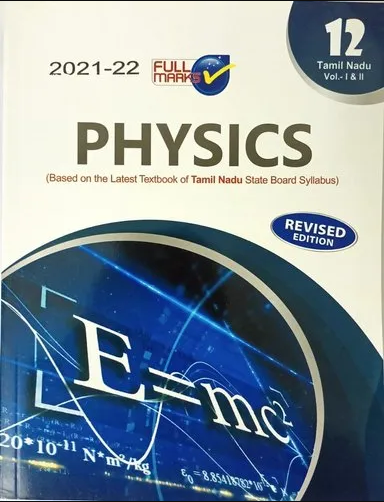 12
Tamil Nadu
Vol.- I & II
2021-22
FULL
MARKS
PHYSICS
(Based on the Latest Textbook of Tamil Nadu State Board Syllabus)
REVISED
EDITION
E=mc²
20*10⁻¹¹ N*m²/kg